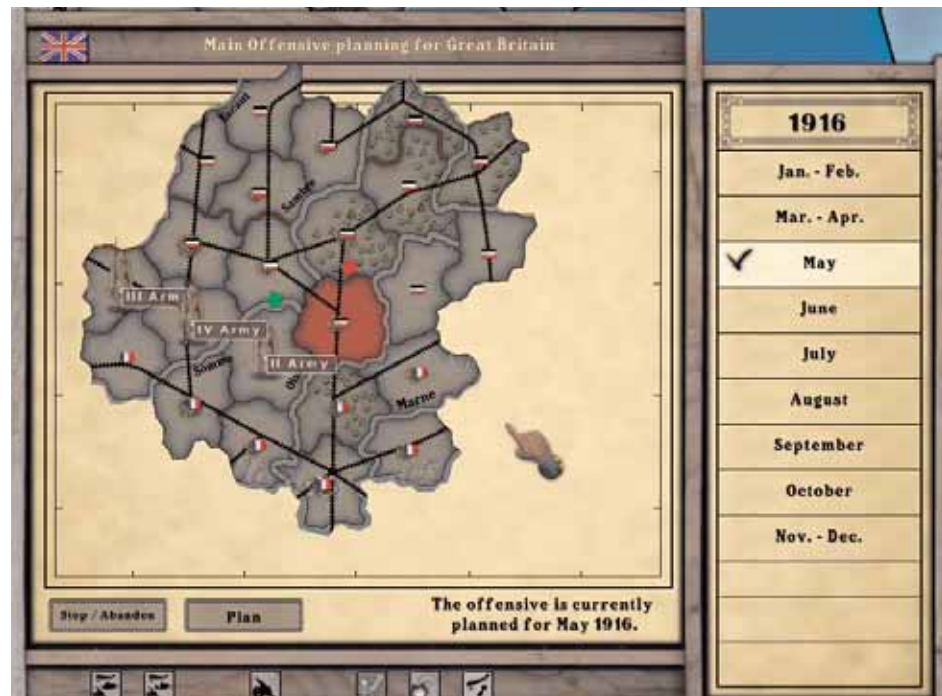 Main Offensive planning for Great Britain
1916
Jan. - Feb.
Mar. - Apr.
May
June
July
August
September
October
Nov. - Dec.
Sambre
III Arm
IV Army
II Army
Somme
Marne
Stop / Abandon
Plan
The offensive is currently
planned for May 1916.